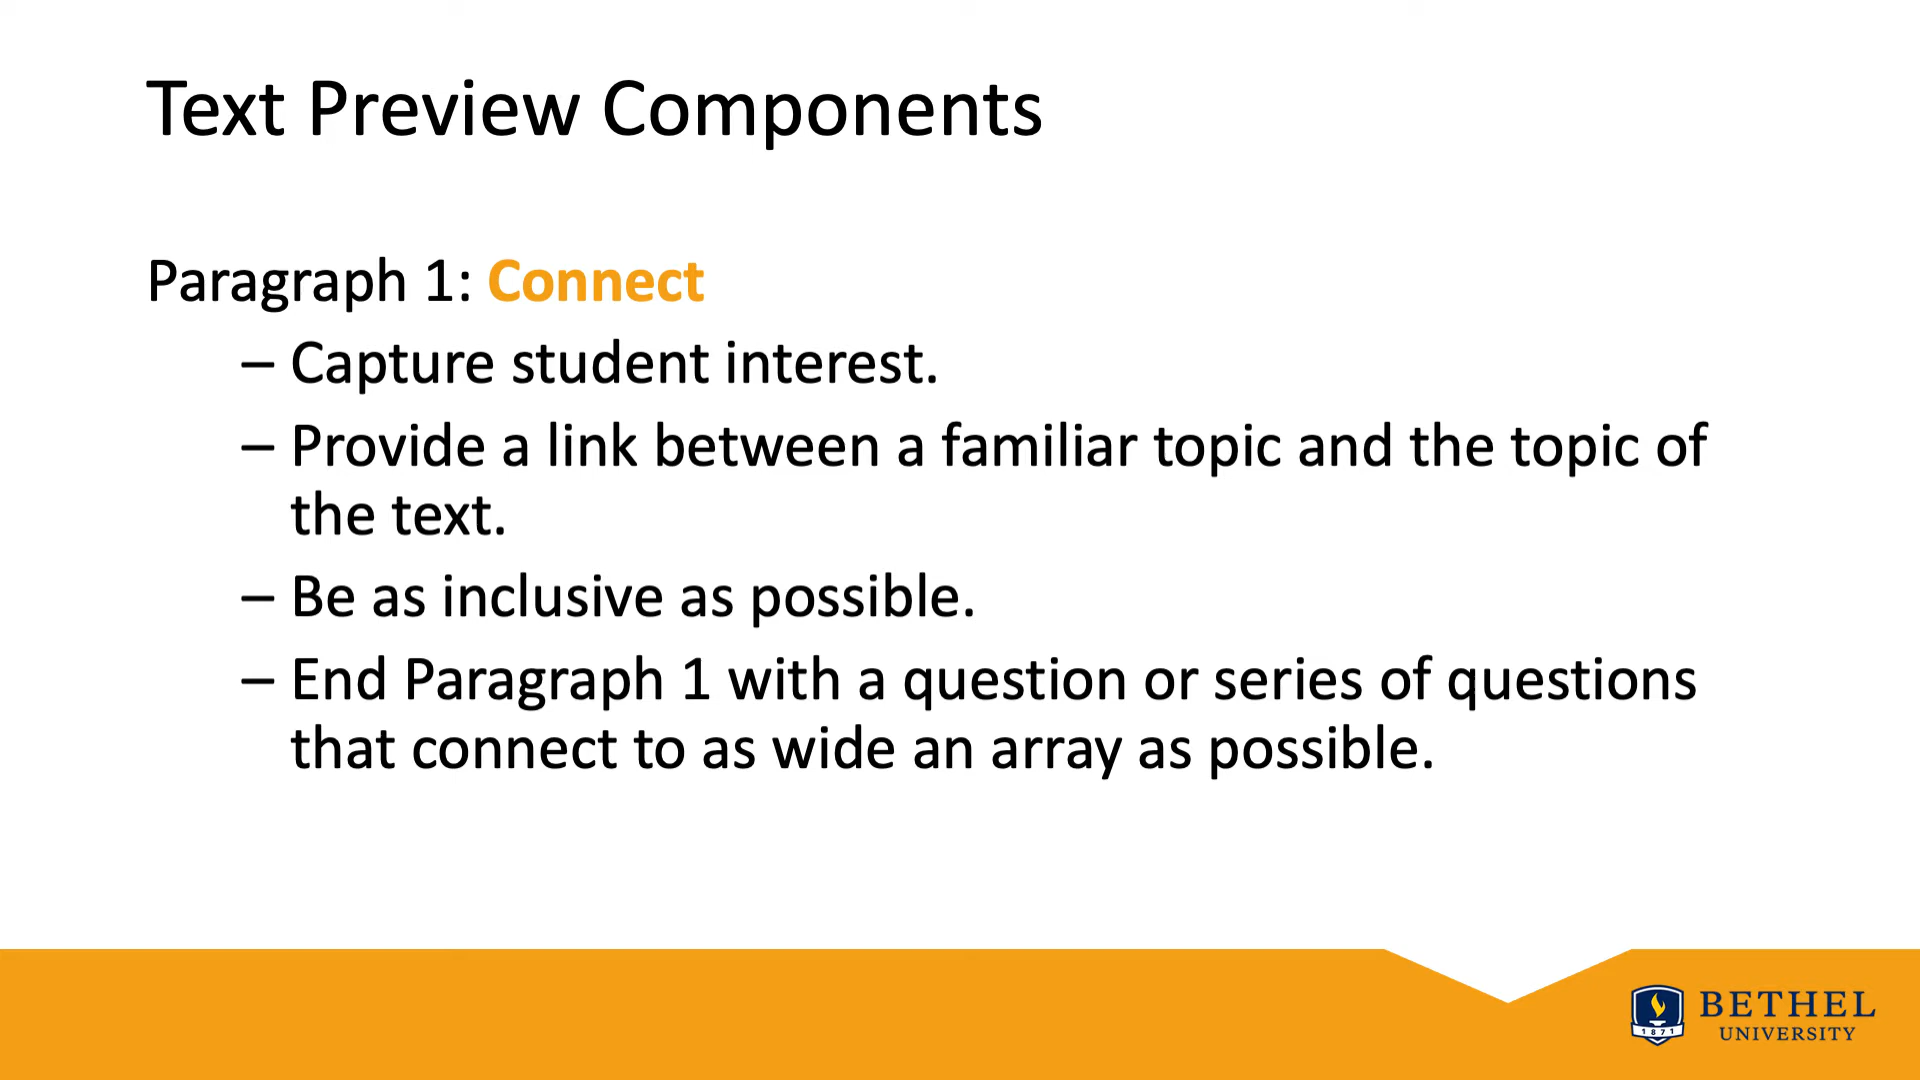 Text Preview Components
Paragraph 1: Connect
– Capture student interest.
– Provide a link between a familiar topic and the topic of
the text.
– Be as inclusive as possible.
– End Paragraph 1 with a question or series of questions
that connect to as wide an array as possible.
1871
BETHEL
UNIVERSITY